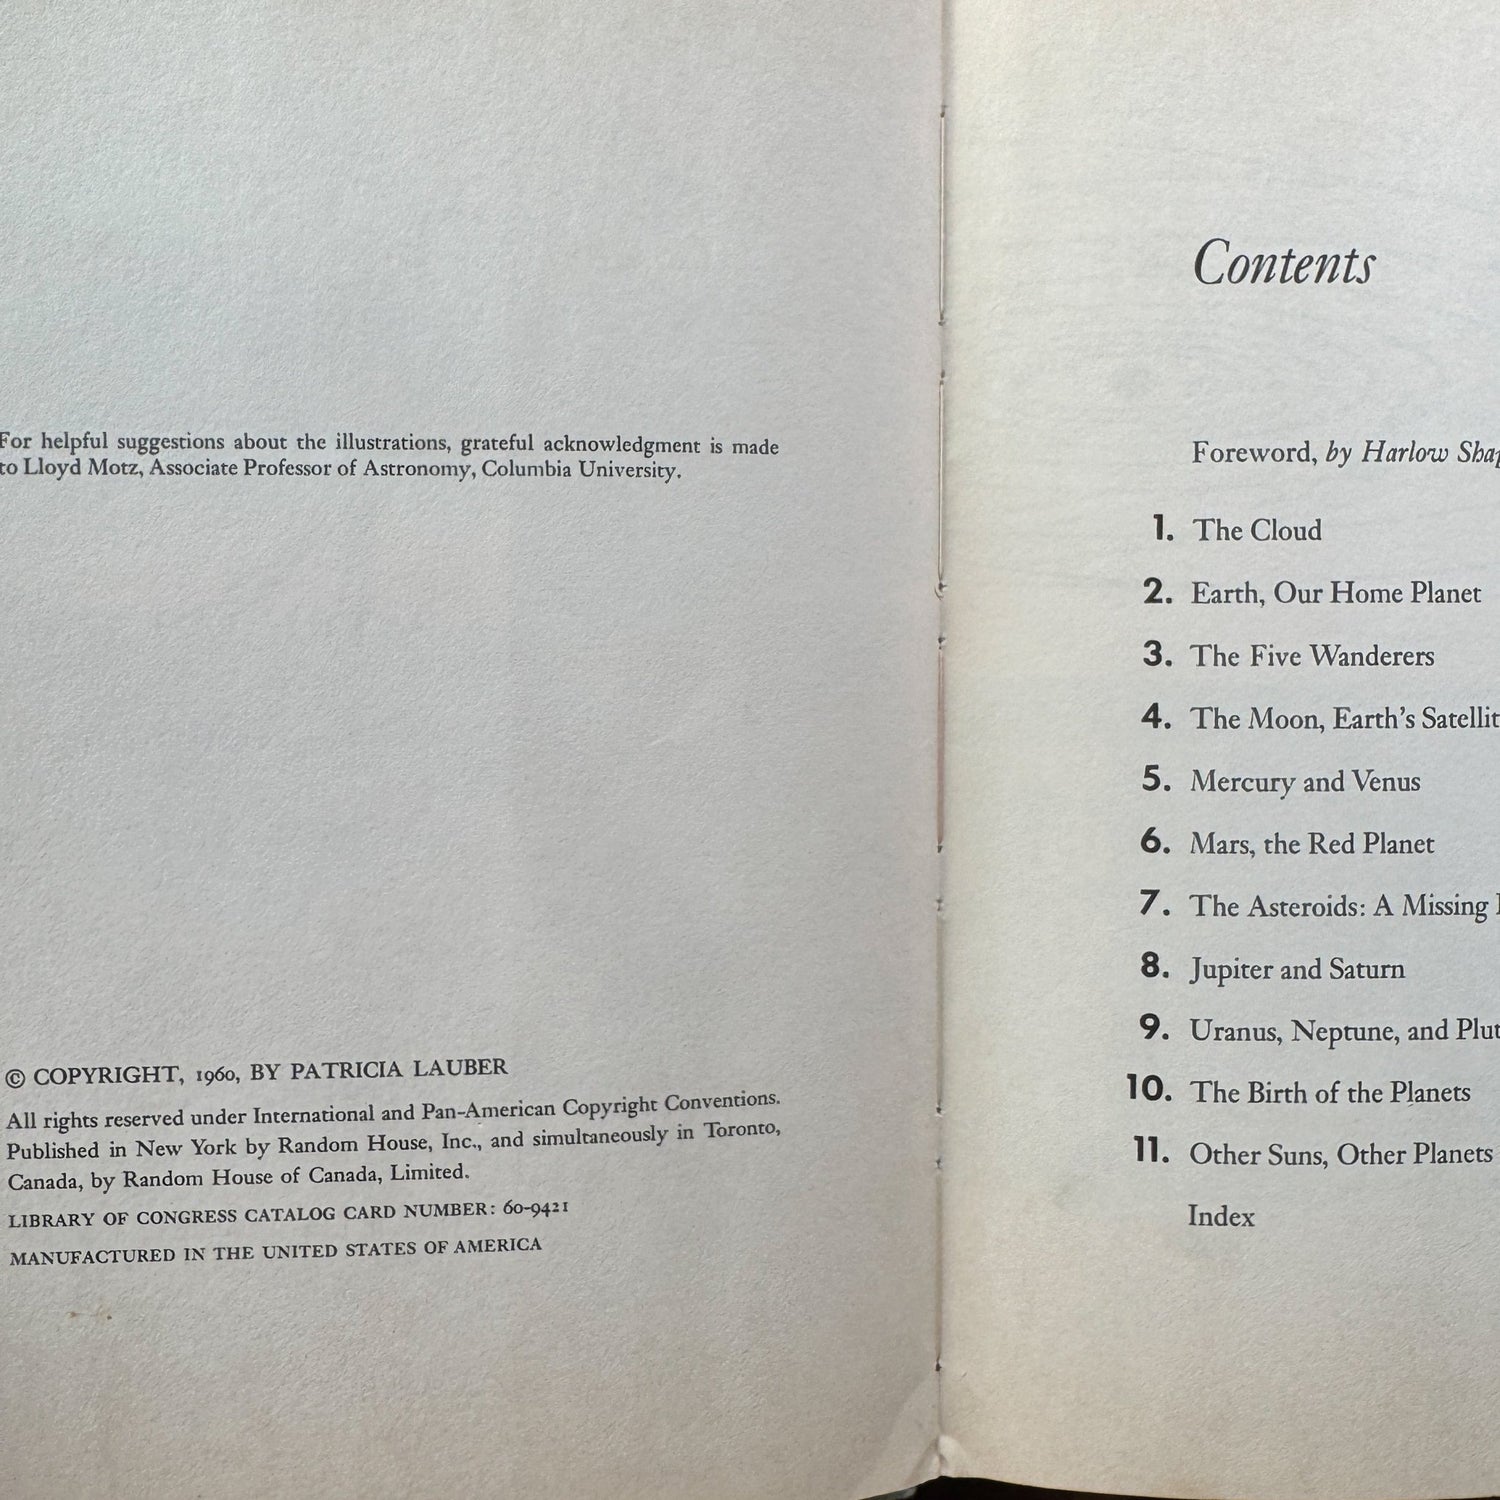 For helpful suggestions about the illustrations, grateful acknowledgment is made
to Lloyd Motz, Associate Professor of Astronomy, Columbia University.
© COPYRIGHT, 1960, BY PATRICIA LAUBER
All rights reserved under International and Pan-American Copyright Conventions.
Published in New York by Random House, Inc., and simultaneously in Toronto,
Canada, by Random House of Canada, Limited.
LIBRARY OF CONGRESS CATALOG CARD NUMBER: 60-9421
MANUFACTURED IN THE UNITED STATES OF AMERICA
Contents
Foreword, by Harlow
1. The Cloud
2. Earth, Our Home Planet
3. The Five Wanderers
4. The Moon, Earth's
5. Mercury and Venus
6. Mars, the Red Planet
7. The Asteroids: A Missing
8. Jupiter and Saturn
9. Uranus, Neptune, and
10. The Birth of the Planets
11. Other Suns, Other Planets
Index